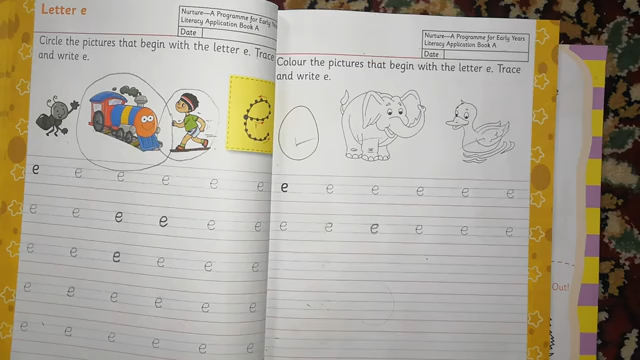 Letter e
Nurture—A Programme for Early Years
Literacy Application Book A
Date
Circle the pictures that begin with the letter e. Trace
and write e.
e
e e e e e e
e e e e e e
e e e e e e
e e e e e e
e e e e e e
Nurture—A Programme for Early Years
Literacy Application Book A
Date
Colour the pictures that begin with the letter e. Trace
and write e.
e e e e e e
e e e e e e
Out!